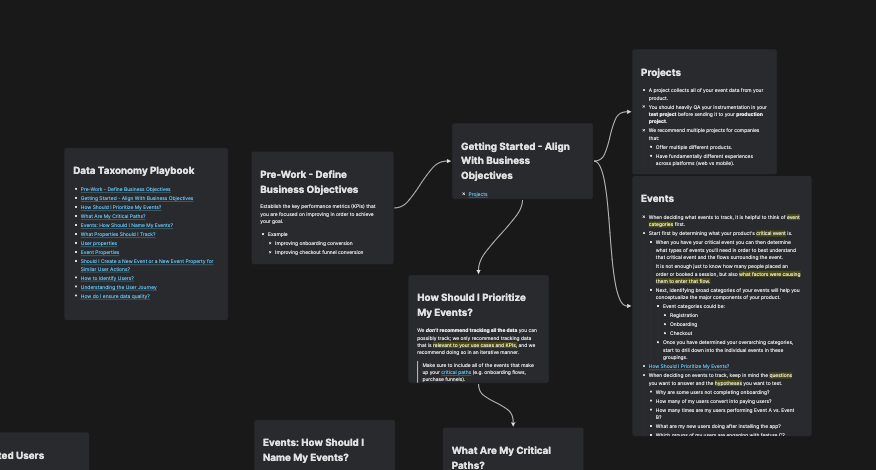 Data Taxonomy Playbook
Pre-Work - Define Business Objectives
Getting Started - Align With Business Objectives
How Should I Prioritize My Events?
What Are My Critical Paths?
Events: How Should I Name My Events?
What Properties Should I Track?
User properties
Event Properties
Should I Create a New Event or a New Event Property for
Similar User Actions?
How to Identify Users?
Understanding the User Journey
How do I ensure data quality?
Pre-Work - Define
Business Objectives
Establish the key performance metrics (KPIs) that
you are focused on improving in order to achieve
your goal.
Example
Improving onboarding conversion
Improving checkout funnel conversion
Getting Started - Align
With Business
Objectives
Projects
Projects
A project collects all of your event data from your
product.
You should heavily QA your instrumentation in your
test project before sending it to your production
project.
We recommend multiple projects for companies
that:
Offer multiple different products.
Have fundamentally different experiences
across platforms (web vs mobile).
Events
When deciding what events to track, it is helpful to think of event
categories first.
Start first by determining what your product's critical event is.
When you have your critical event you can then determine
what types of events you'll need in order to best understand
that critical event and the flows surrounding the event.
It is not enough just to know how many people placed an
order or booked a session, but also what factors were causing
them to enter that flow.
Next, identifying broad categories of your events will help you
conceptualize the major components of your product.
Event categories could be:
Registration
Onboarding
Checkout
Once you have determined your overarching categories,
start to drill down into the individual events in these
groupings.
How Should I Prioritize My Events?
When deciding on events to track, keep in mind the questions
you want to answer and the hypotheses you want to test.
Why are some users not completing onboarding?
How many of my users convert into paying users?
How many times are my users performing Event A vs. Event
B?
What are my new users doing after installing the app?
Which groups of my users are engaging with feature C?
How Should I Prioritize
My Events?
We don't recommend tracking all the data you can
possibly track; we only recommend tracking data
that is relevant to your use cases and KPIs, and we
recommend doing so in an iterative manner.
Make sure to include all of the events that make
up your critical paths (e.g. onboarding flows,
purchase funnels).
ted Users
Events: How Should I
Name My Events?
What Are My Critical
Paths?